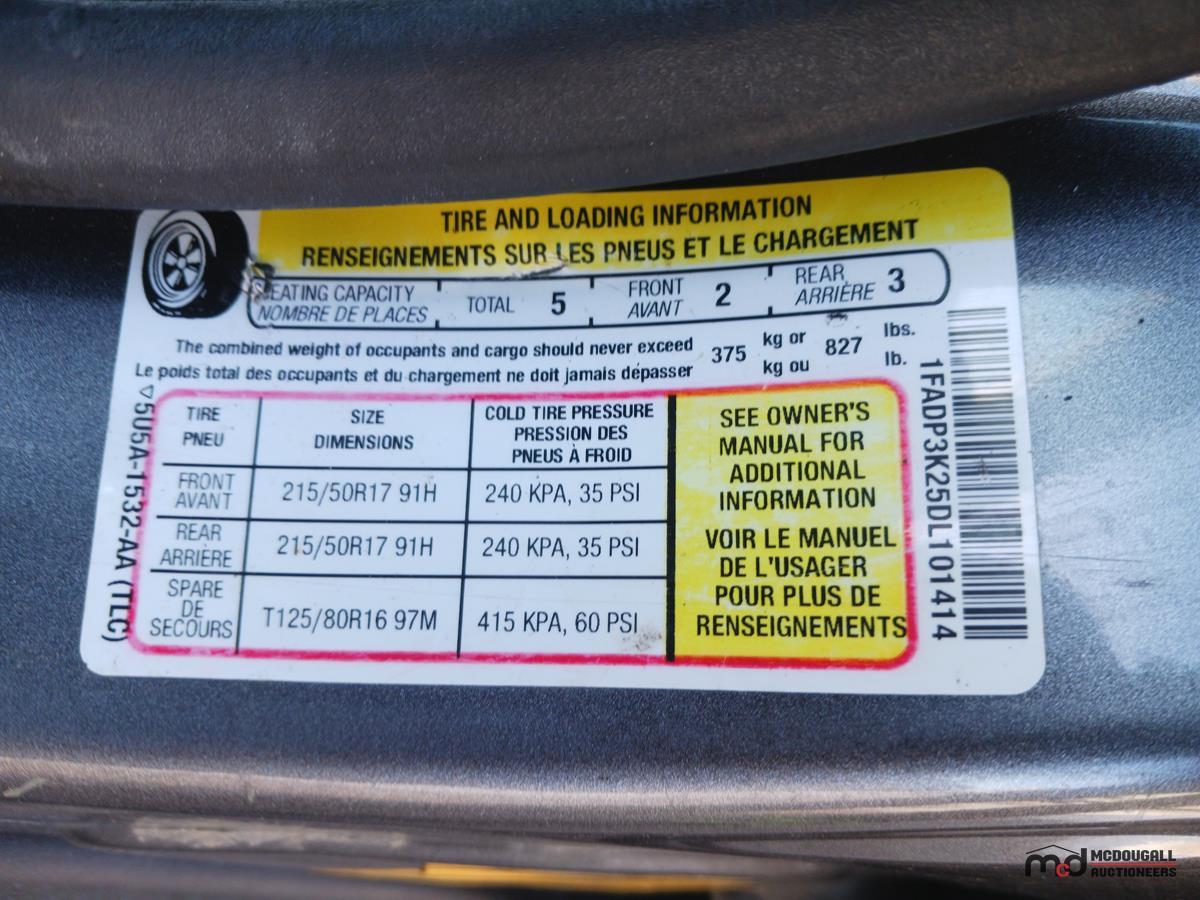 TIRE AND LOADING INFORMATION
RENSEIGNEMENTS SUR LES PNEUS ET LE CHARGEMENT
SEATING CAPACITY
NOMBRE DE PLACES
TOTAL 5
FRONT
AVANT
2
REAR
ARRIÈRE
3
The combined weight of occupants and cargo should never exceed
Le poids total des occupants et du chargement ne doit jamais dépasser
375
kg or
kg ou
827
lbs.
lb.
TIRE
PNEU
SIZE
DIMENSIONS
COLD TIRE PRESSURE
PRESSION DES
PNEUS À FROID
FRONT
AVANT
215/50R17 91H
240 KPA, 35 PSI
REAR
ARRIÈRE
215/50R17 91H
240 KPA, 35 PSI
SPARE
DE
SECOURS
T125/80R16 97M
415 KPA, 60 PSI
SEE OWNER'S
MANUAL FOR
ADDITIONAL
INFORMATION
VOIR LE MANUEL
DE L'USAGER
POUR PLUS DE
RENSEIGNEMENTS
▽5U5A-1532-AA (TLC)
1FADP3K25DL101414
mcd MCDOUGALL
AUCTIONEERS